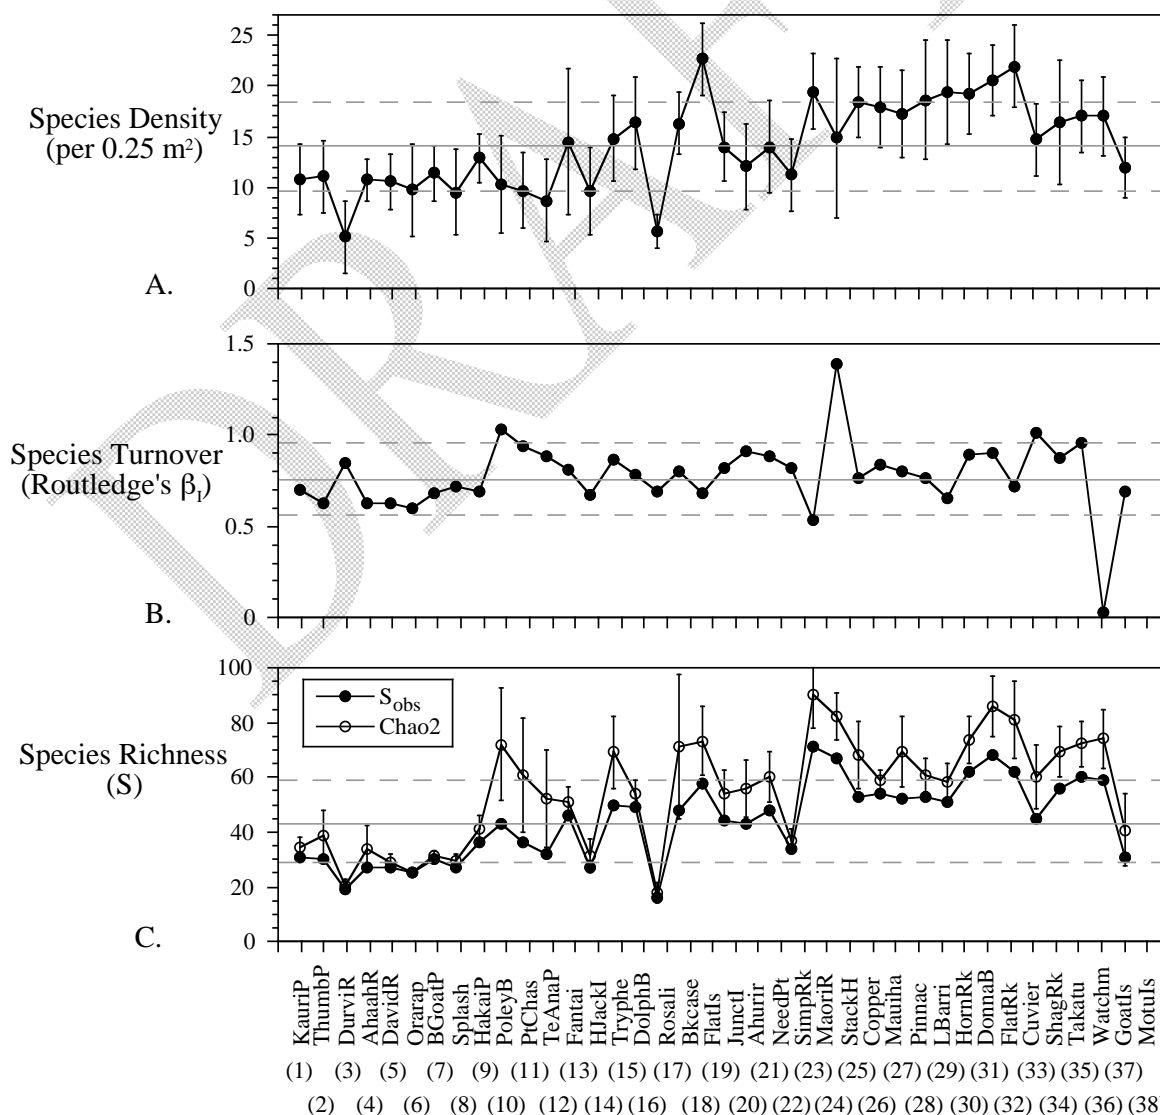 DRAF
25
20
Species Density
(per 0.25 m²)
15
10
5
0
A.
1.5
1.0
Species Turnover
(Routledge's β_I)
0.5
0
B.
100
S_obs
Chao2
80
Species Richness
(S)
60
40
20
0
C.
KauriP ThumbP DurviR AhaahR DavidR Orarap BGoatP Splash HakaiP PoleyB PtChas TeAnaP Fantai HJackI Tryphe DolphB Rosali Bkcase FlatIs JunctI Ahurir NeedPt SimpRk MaoriR StackH Copper Mauiha Pinnac LBarri HornRk DonnaB FlatRk Cuvier ShagRk Takatu Watchm GoatIs MotuIs
(1) (3) (5) (7) (9) (11) (13) (15) (17) (19) (21) (23) (25) (27) (29) (31) (33) (35) (37)
(2) (4) (6) (8) (10) (12) (14) (16) (18) (20) (22) (24) (26) (28) (30) (32) (34) (36) (38)